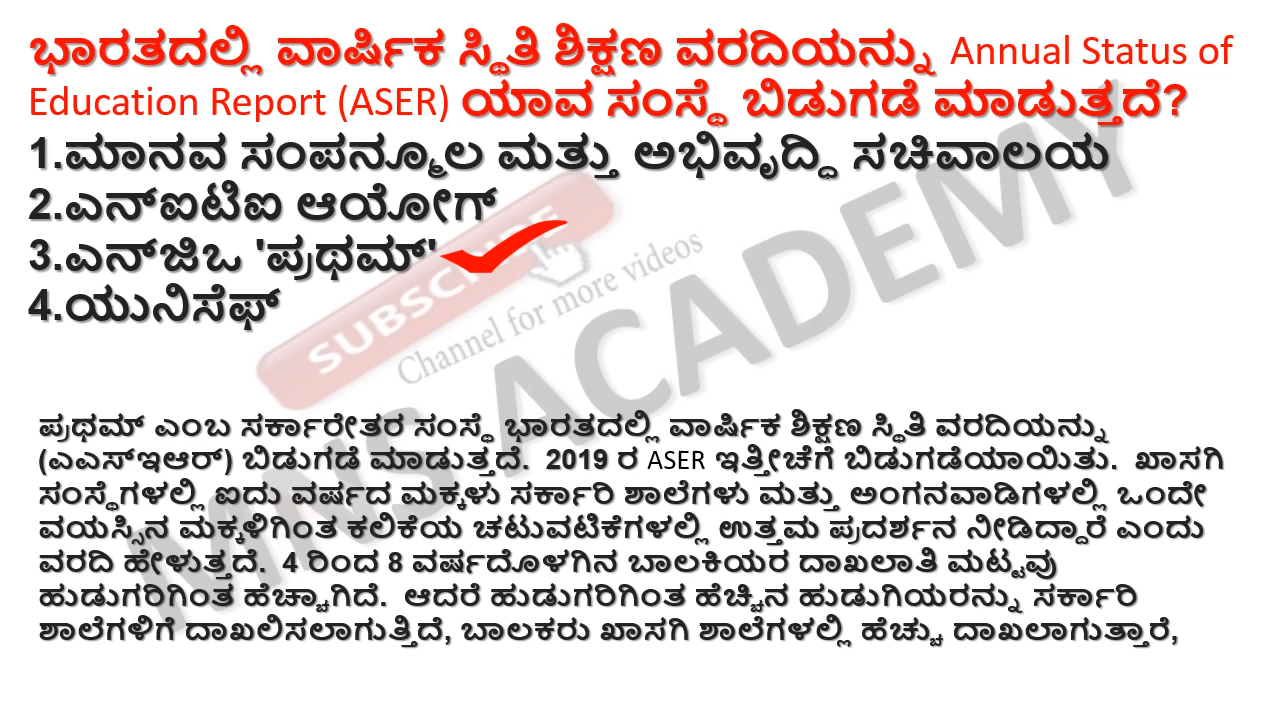 ಭಾರತದಲ್ಲಿ ವಾರ್ಷಿಕ ಸ್ಥಿತಿ ಶಿಕ್ಷಣ ವರದಿಯನ್ನು Annual Status of
Education Report (ASER) ಯಾವ ಸಂಸ್ಥೆ ಬಿಡುಗಡೆ ಮಾಡುತ್ತದೆ?
1.ಮಾನವ ಸಂಪನ್ಮೂಲ ಮತ್ತು ಅಭಿವೃದ್ಧಿ ಸಚಿವಾಲಯ
2.ಎನ್ಐಟಿಐ ಆಯೋಗ್
3.ಎನ್‌ಜಿಒ 'ಪ್ರಥಮ್'
4.ಯುನಿಸೆಫ್
SUBSCRIBE
Channel for more videos
MNS ACADEMY
ಪ್ರಥಮ್ ಎಂಬ ಸರ್ಕಾರೇತರ ಸಂಸ್ಥೆ ಭಾರತದಲ್ಲಿ ವಾರ್ಷಿಕ ಶಿಕ್ಷಣ ಸ್ಥಿತಿ ವರದಿಯನ್ನು
(ಎಎಸ್ಇಆರ್) ಬಿಡುಗಡೆ ಮಾಡುತ್ತದೆ. 2019 ರ ASER ಇತ್ತೀಚೆಗೆ ಬಿಡುಗಡೆಯಾಯಿತು. ಖಾಸಗಿ
ಸಂಸ್ಥೆಗಳಲ್ಲಿ ಐದು ವರ್ಷದ ಮಕ್ಕಳು ಸರ್ಕಾರಿ ಶಾಲೆಗಳು ಮತ್ತು ಅಂಗನವಾಡಿಗಳಲ್ಲಿ ಒಂದೇ
ವಯಸ್ಸಿನ ಮಕ್ಕಳಿಗಿಂತ ಕಲಿಕೆಯ ಚಟುವಟಿಕೆಗಳಲ್ಲಿ ಉತ್ತಮ ಪ್ರದರ್ಶನ ನೀಡಿದ್ದಾರೆ ಎಂದು
ವರದಿ ಹೇಳುತ್ತದೆ. 4 ರಿಂದ 8 ವರ್ಷದೊಳಗಿನ ಬಾಲಕಿಯರ ದಾಖಲಾತಿ ಮಟ್ಟವು
ಹುಡುಗರಿಗಿಂತ ಹೆಚ್ಚಾಗಿದೆ. ಆದರೆ ಹುಡುಗರಿಗಿಂತ ಹೆಚ್ಚಿನ ಹುಡುಗಿಯರನ್ನು ಸರ್ಕಾರಿ
ಶಾಲೆಗಳಿಗೆ ದಾಖಲಿಸಲಾಗುತ್ತಿದೆ, ಬಾಲಕರು ಖಾಸಗಿ ಶಾಲೆಗಳಲ್ಲಿ ಹೆಚ್ಚು ದಾಖಲಾಗುತ್ತಾರೆ,